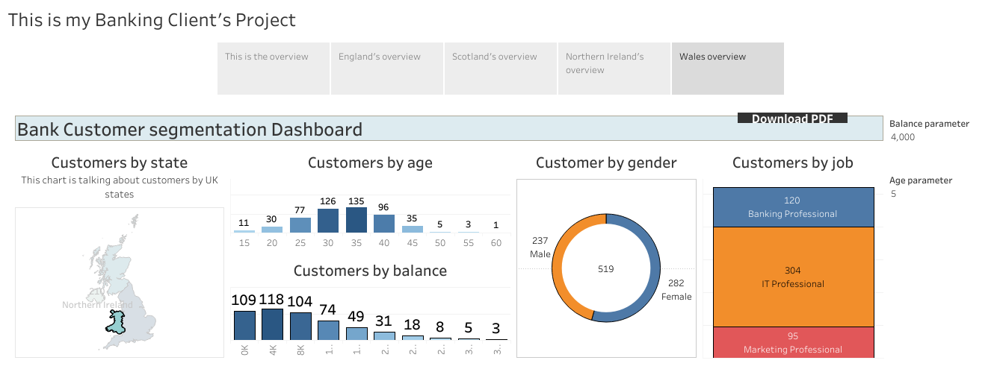 This is my Banking Client's Project
This is the overview
England's overview
Scotland's overview
Northern Ireland's
overview
Wales overview
Bank Customer segmentation Dashboard
Download PDF
Balance parameter
4,000
Age parameter
5
Customers by state
This chart is talking about customers by UK
states
210
Northern Ireland
Customers by age
11 30 77 126 135 96 35 5 3 1
15 20 25 30 35 40 45 50 55 60
Customers by balance
109 118 104 74 49 31 18 8 5 3
0K 4K 8K 1.. 1.. 2.. 2.. 2.. 3.. 3..
Customer by gender
237
Male
519
282
Female
Customers by job
120
Banking Professional
304
IT Professional
95
Marketing Professional